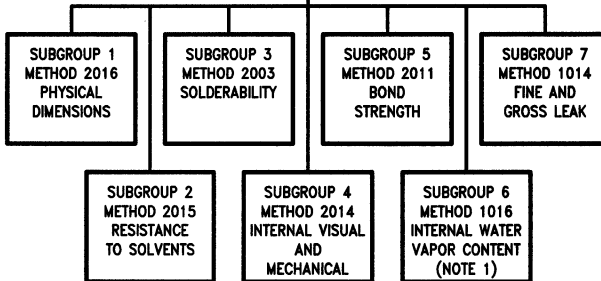 SUBGROUP 1
METHOD 2016
PHYSICAL
DIMENSIONS
SUBGROUP 3
METHOD 2003
SOLDERABILITY
SUBGROUP 5
METHOD 2011
BOND
STRENGTH
SUBGROUP 7
METHOD 1014
FINE AND
GROSS LEAK
SUBGROUP 2
METHOD 2015
RESISTANCE
TO SOLVENTS
SUBGROUP 4
METHOD 2014
INTERNAL VISUAL
AND
MECHANICAL
SUBGROUP 6
METHOD 1016
INTERNAL WATER
VAPOR CONTENT
(NOTE 1)